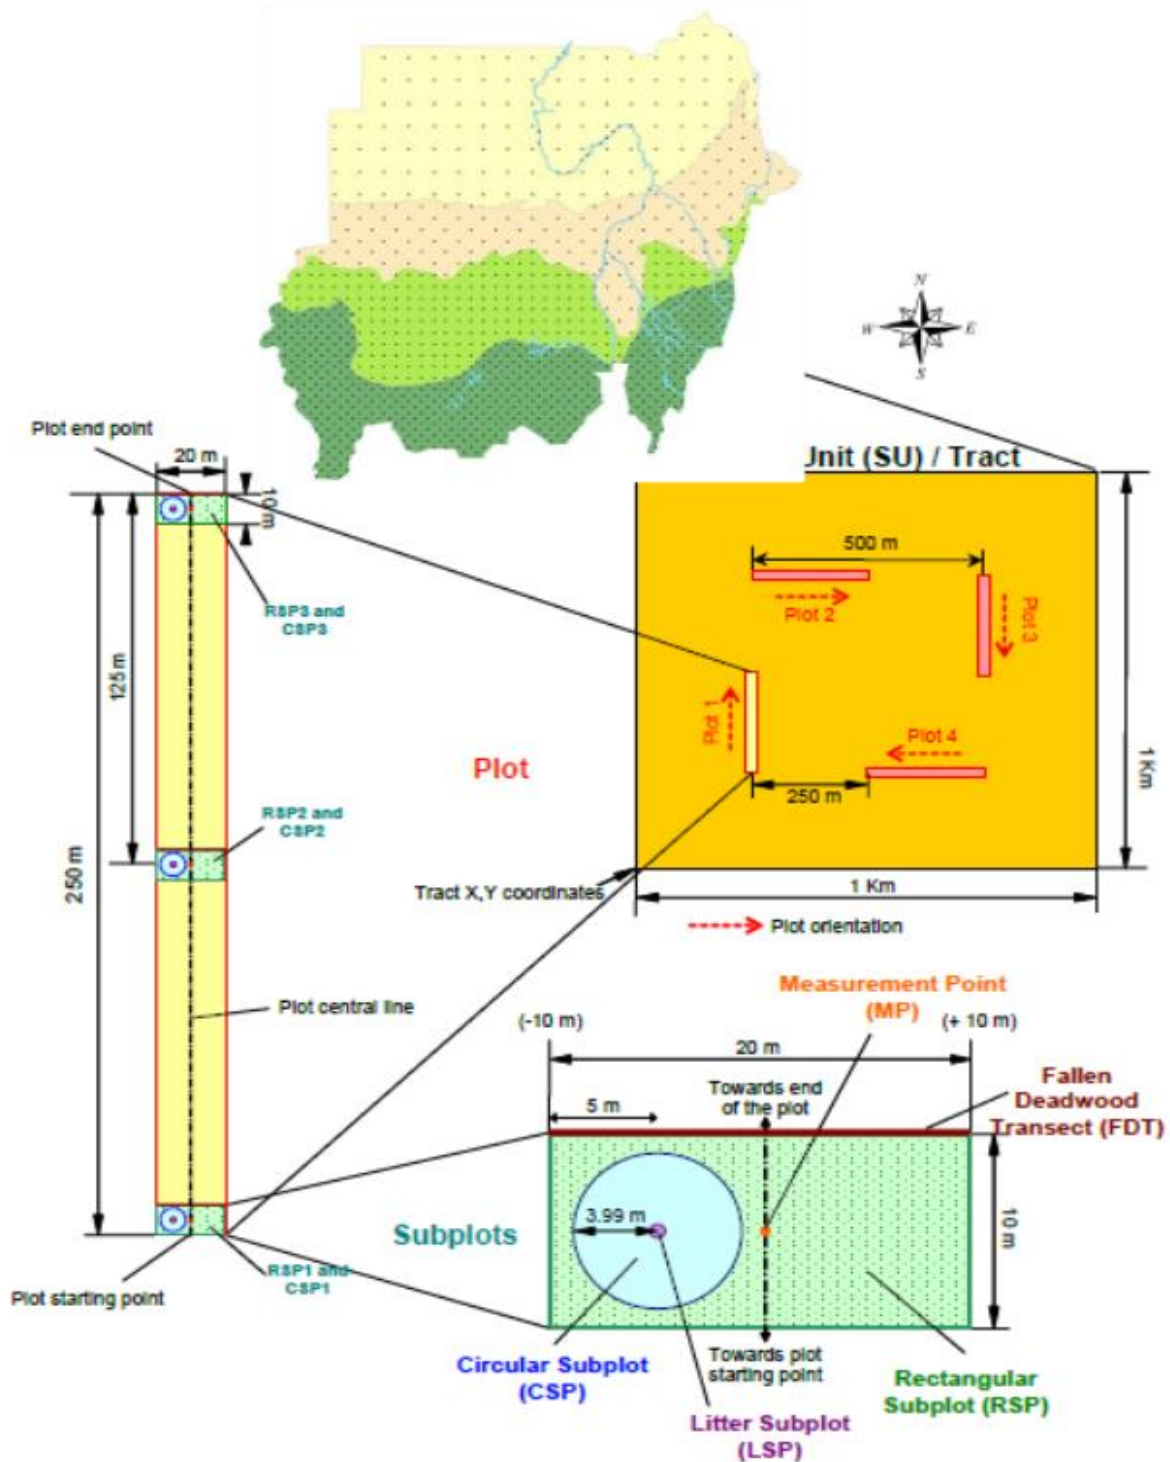 N
W
E
S
Unit (SU) / Tract
Plot end point
20 m
10 m
500 m
RSP3 and
CSP3
Plot 2
Plot 3
125 m
Plot 1
Plot 4
Plot
250 m
1 Km
RSP2 and
CSP2
250 m
Tract X,Y coordinates
1 Km
Plot orientation
Measurement Point
(MP)
Plot central line
(-10 m)
(+ 10 m)
20 m
Fallen
Deadwood
Transect (FDT)
Towards end
of the plot
5 m
3.99 m
10 m
Subplots
RSP1 and
CSP1
Plot starting point
Towards plot
starting point
Circular Subplot
(CSP)
Rectangular
Subplot (RSP)
Litter Subplot
(LSP)